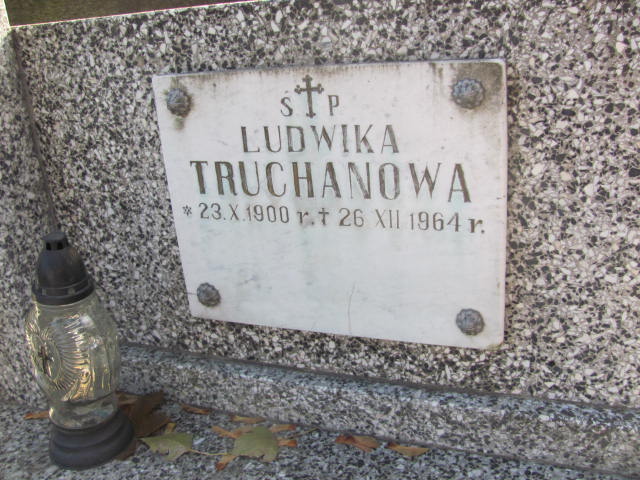 S P
LUDWIKA
TRUCHANOWA
* 23.X.1900 r. † 26 XII 1964 r.